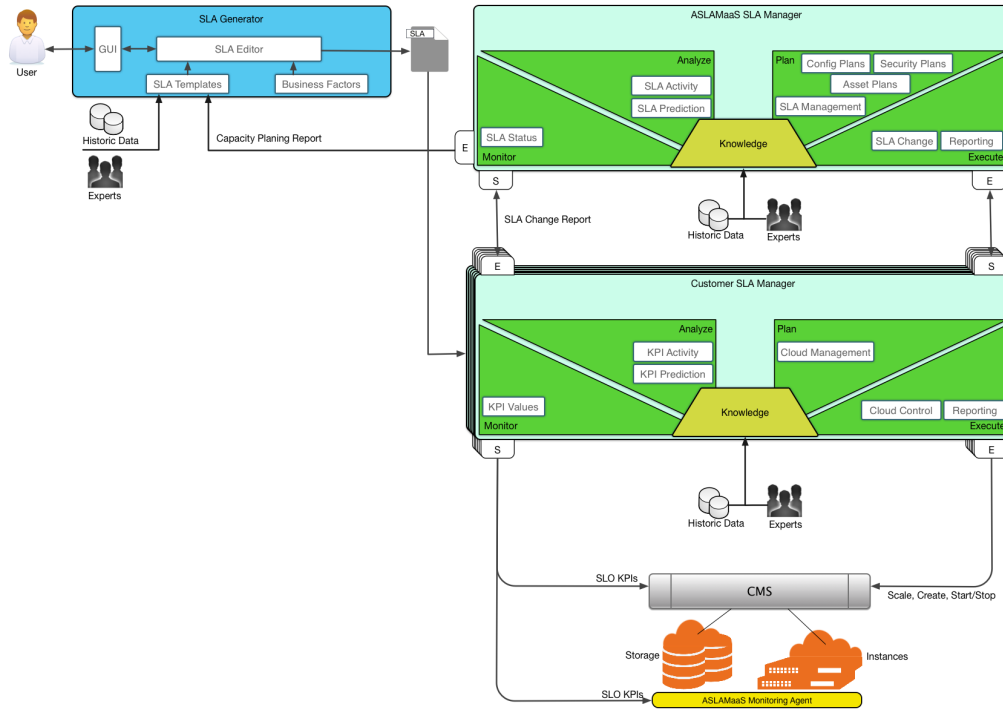 SLA Generator
GUI
SLA Editor
SLA Templates
Business Factors
User
SLA
Historic Data
Experts
Capacity Planing Report
ASLAMaaS SLA Manager
Analyze
Plan
Config Plans
Security Plans
Asset Plans
SLA Activity
SLA Prediction
SLA Management
SLA Status
Knowledge
SLA Change
Reporting
Monitor
Execute
E
S
E
SLA Change Report
Historic Data
Experts
E
S
Customer SLA Manager
Analyze
Plan
KPI Activity
KPI Prediction
Cloud Management
KPI Values
Knowledge
Cloud Control
Reporting
Monitor
Execute
S
E
Historic Data
Experts
SLO KPIs
CMS
Scale, Create, Start/Stop
Storage
Instances
SLO KPIs
ASLAMaaS Monitoring Agent